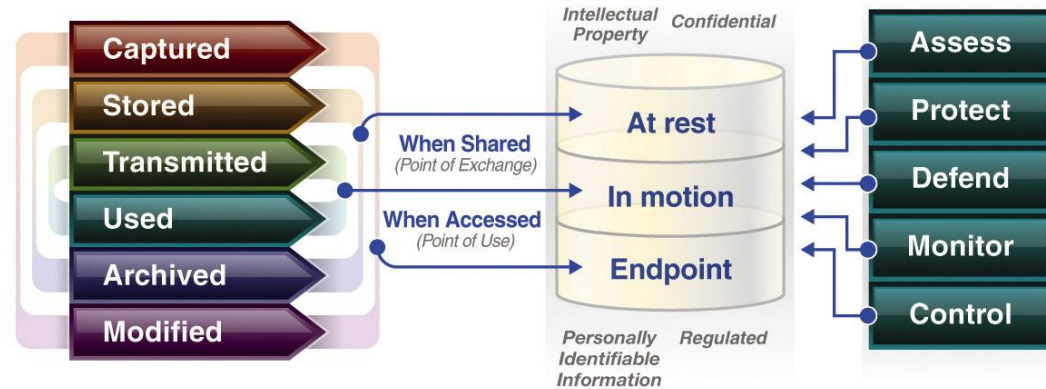 Captured
Stored
Transmitted
Used
Archived
Modified
When Shared
(Point of Exchange)
When Accessed
(Point of Use)
Intellectual
Property
Confidential
At rest
In motion
Endpoint
Personally
Identifiable
Information
Regulated
Assess
Protect
Defend
Monitor
Control